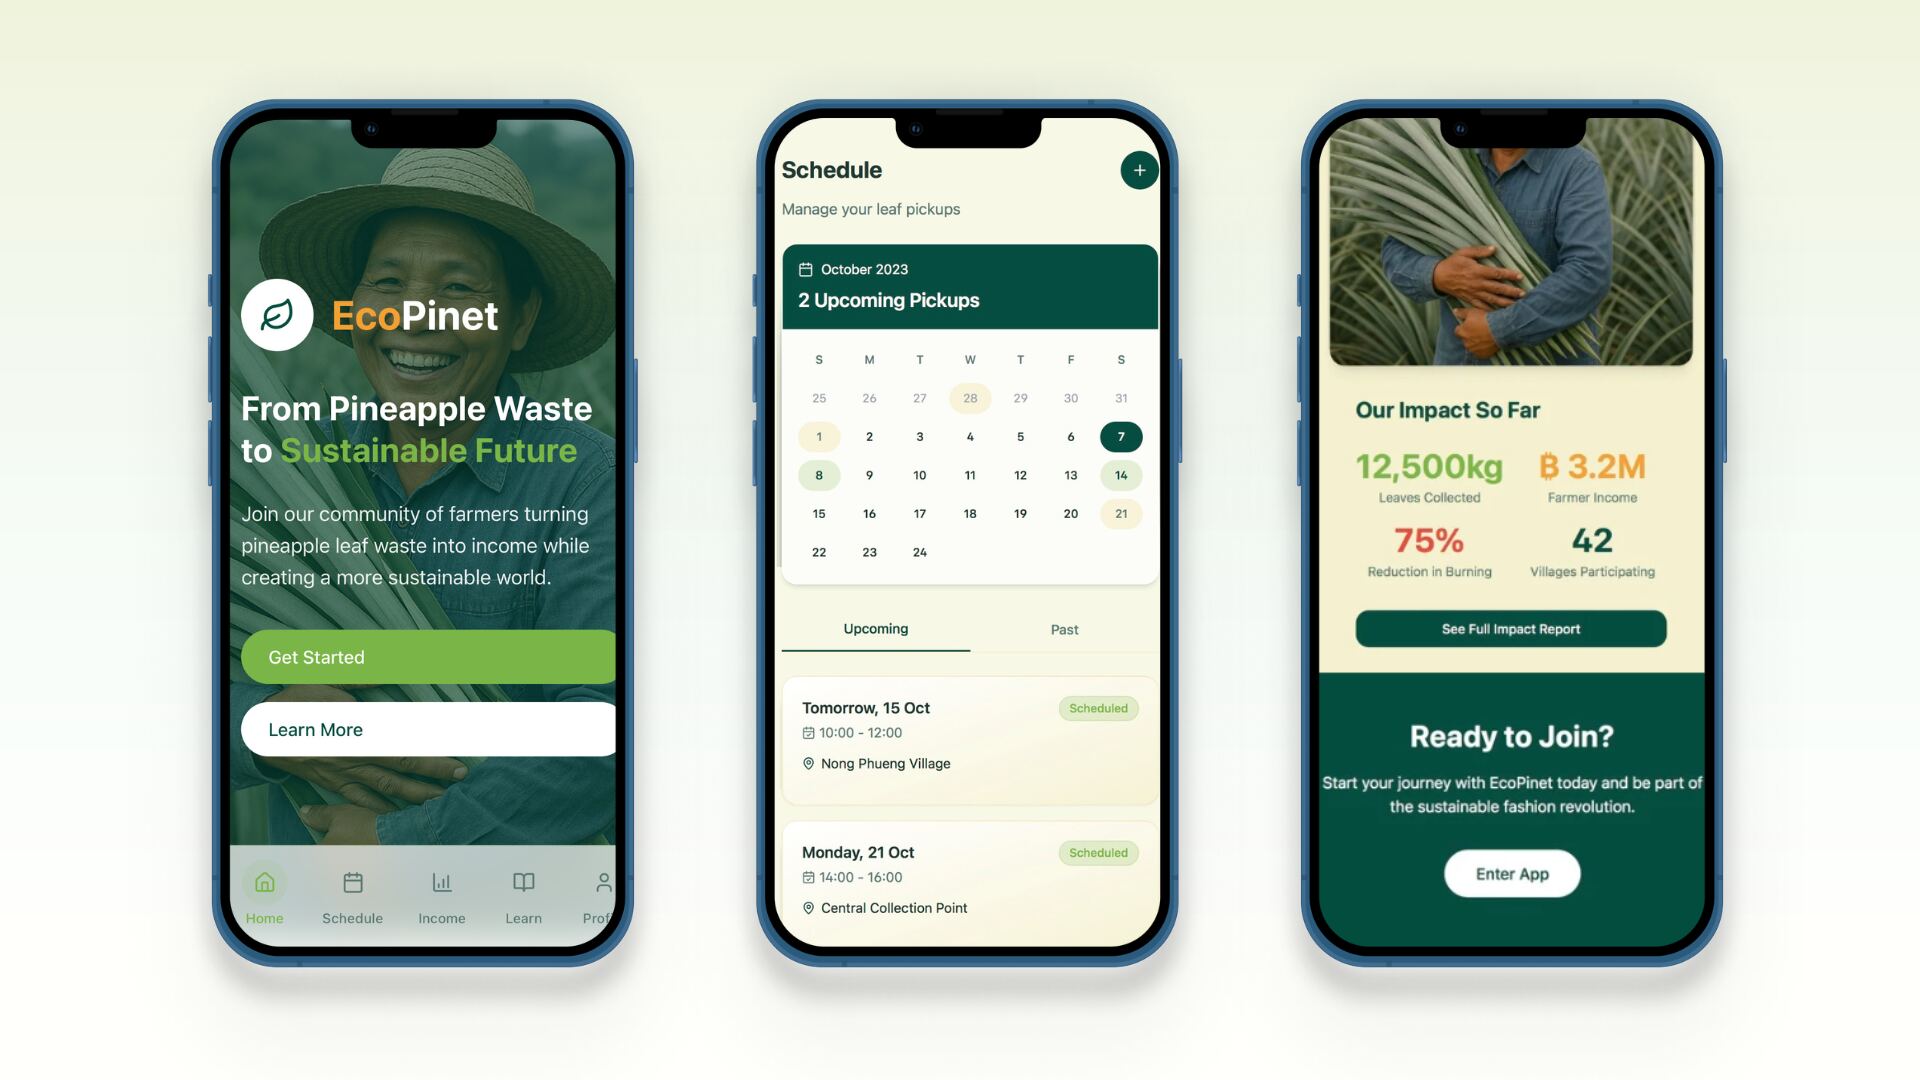 EcoPinet
From Pineapple Waste
to Sustainable Future
Join our community of farmers turning
pineapple leaf waste into income while
creating a more sustainable world.
Get Started
Learn More
Home Schedule Income Learn Prof
Schedule
Manage your leaf pickups
October 2023
2 Upcoming Pickups
S M T W T F S
25 26 27 28 29 30 31
1 2 3 4 5 6 7
8 9 10 11 12 13 14
15 16 17 18 19 20 21
22 23 24
Upcoming Past
Tomorrow, 15 Oct Scheduled
10:00 - 12:00
Nong Phueng Village
Monday, 21 Oct Scheduled
14:00 - 16:00
Central Collection Point
Our Impact So Far
12,500kg ฿ 3.2M
Leaves Collected Farmer Income
75% 42
Reduction in Burning Villages Participating
See Full Impact Report
Ready to Join?
Start your journey with EcoPinet today and be part of
the sustainable fashion revolution.
Enter App